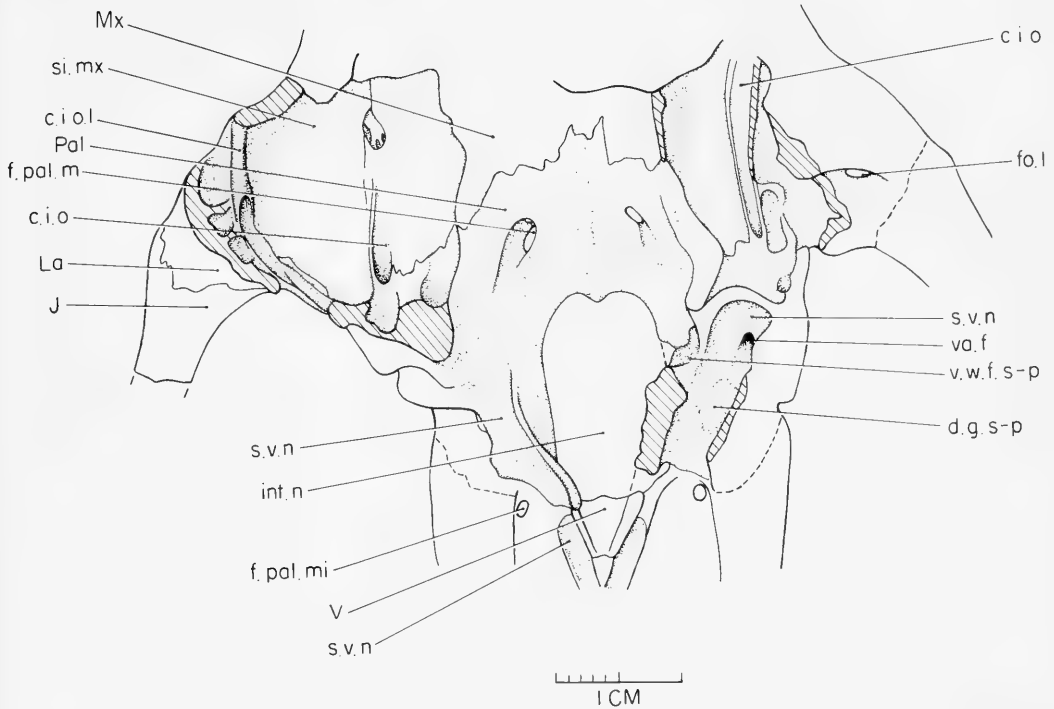 Mx
si. mx
c. i o. l
Pal
f. pal. m
c. i. o
La
J
s. v. n
int. n
f. pal. mi
V
s. v. n
c i o
fo. l
s. v. n
va. f
v. w. f. s-p
d. g. s-p
1 CM